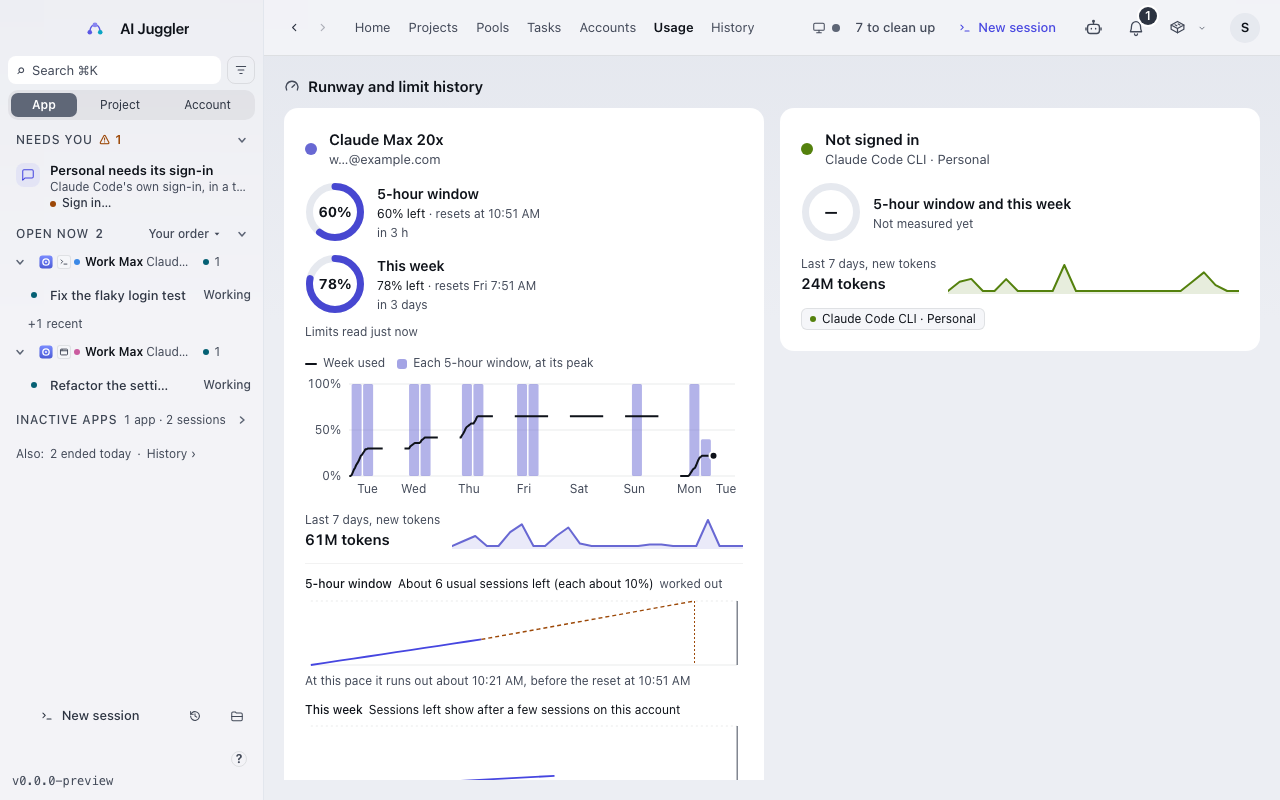 AI Juggler
Search ⌘K
App
Project
Account
NEEDS YOU
1
Personal needs its sign-in
Claude Code's own sign-in, in a t...
Sign in...
OPEN NOW 2
Your order
Work Max Claud...
1
Fix the flaky login test
Working
+1 recent
Work Max Claud...
1
Refactor the setti...
Working
INACTIVE APPS 1 app · 2 sessions
Also: 2 ended today · History ›
New session
?
v0.0.0-preview
Home
Projects
Pools
Tasks
Accounts
Usage
History
7 to clean up
New session
1
S
Runway and limit history
Claude Max 20x
w...@example.com
60%
5-hour window
60% left · resets at 10:51 AM
in 3 h
78%
This week
78% left · resets Fri 7:51 AM
in 3 days
Limits read just now
Week used
Each 5-hour window, at its peak
100%
50%
0%
Tue
Wed
Thu
Fri
Sat
Sun
Mon
Tue
Last 7 days, new tokens
61M tokens
5-hour window About 6 usual sessions left (each about 10%) worked out
At this pace it runs out about 10:21 AM, before the reset at 10:51 AM
This week Sessions left show after a few sessions on this account
Not signed in
Claude Code CLI · Personal
–
5-hour window and this week
Not measured yet
Last 7 days, new tokens
24M tokens
Claude Code CLI · Personal